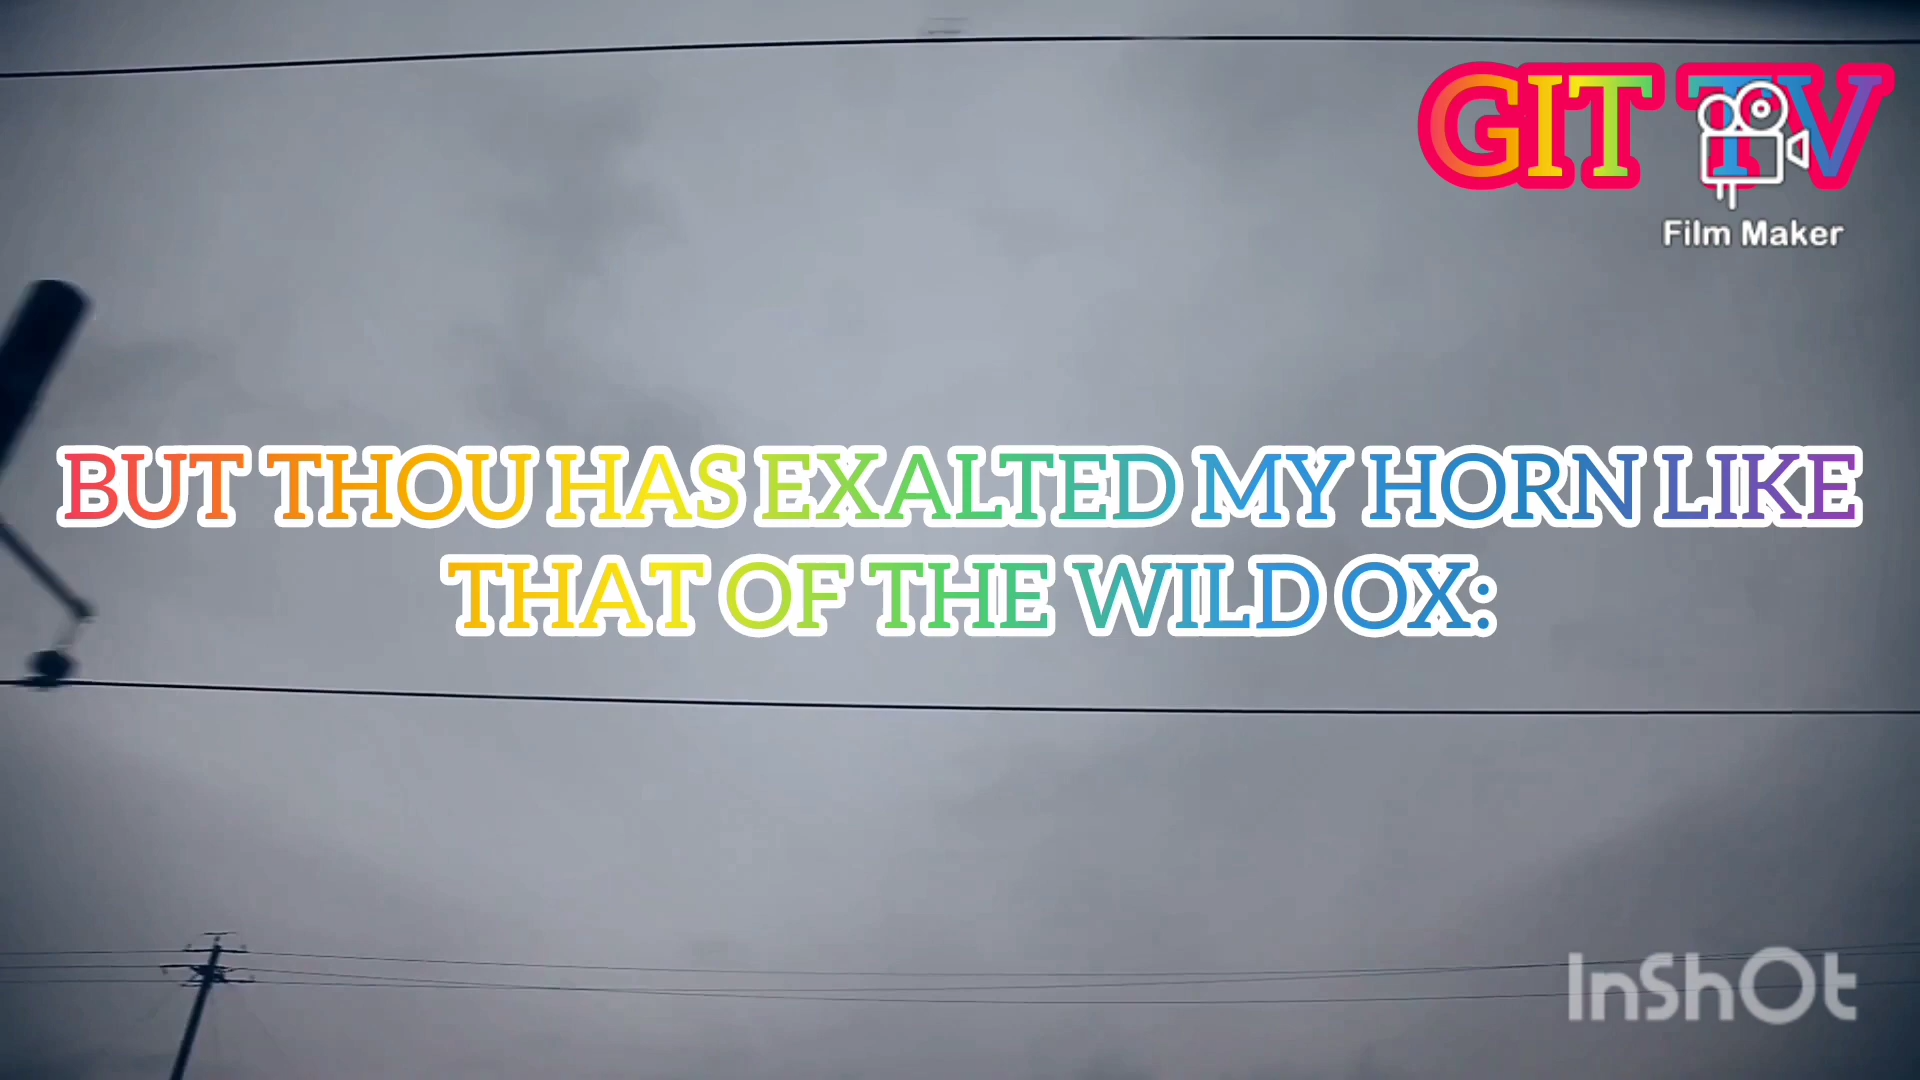 GIT TV
Film Maker
BUT THOU HAS EXALTED MY HORN LIKE
THAT OF THE WILD OX:
InShOt